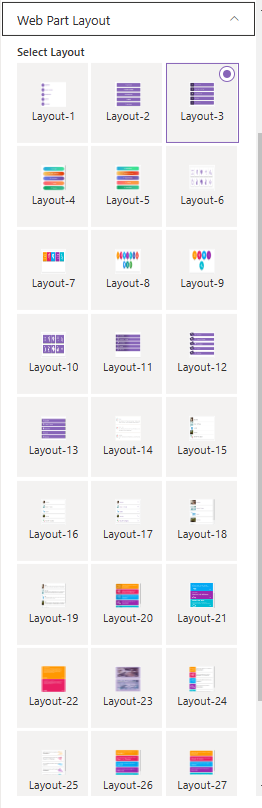 Web Part Layout
Select Layout
Layout-1 Layout-2 Layout-3
Layout-4 Layout-5 Layout-6
Layout-7 Layout-8 Layout-9
Layout-10 Layout-11 Layout-12
Layout-13 Layout-14 Layout-15
Layout-16 Layout-17 Layout-18
Layout-19 Layout-20 Layout-21
Layout-22 Layout-23 Layout-24
Layout-25 Layout-26 Layout-27